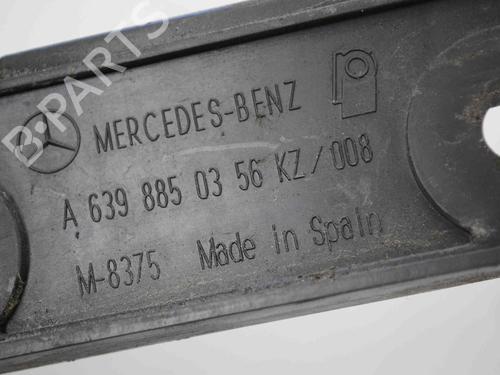 B-PARTS
MERCEDES-BENZ
A 639 885 03 56 KZ/008
M-8375 Made in Spain